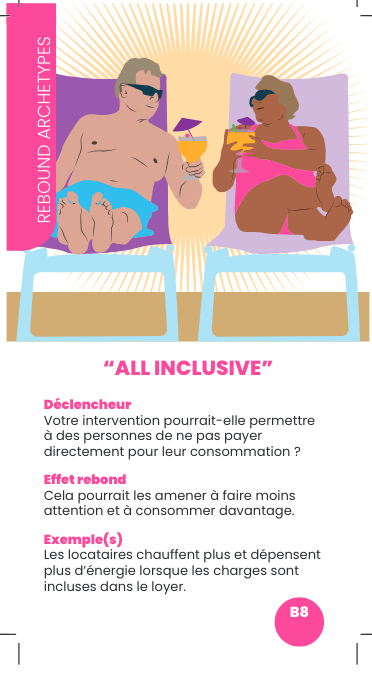 REBOUND ARCHETYPES
“ALL INCLUSIVE”
Déclencheur
Votre intervention pourrait-elle permettre
à des personnes de ne pas payer
directement pour leur consommation ?
Effet rebond
Cela pourrait les amener à faire moins
attention et à consommer davantage.
Exemple(s)
Les locataires chauffent plus et dépensent
plus d’énergie lorsque les charges sont
incluses dans le loyer.
B8